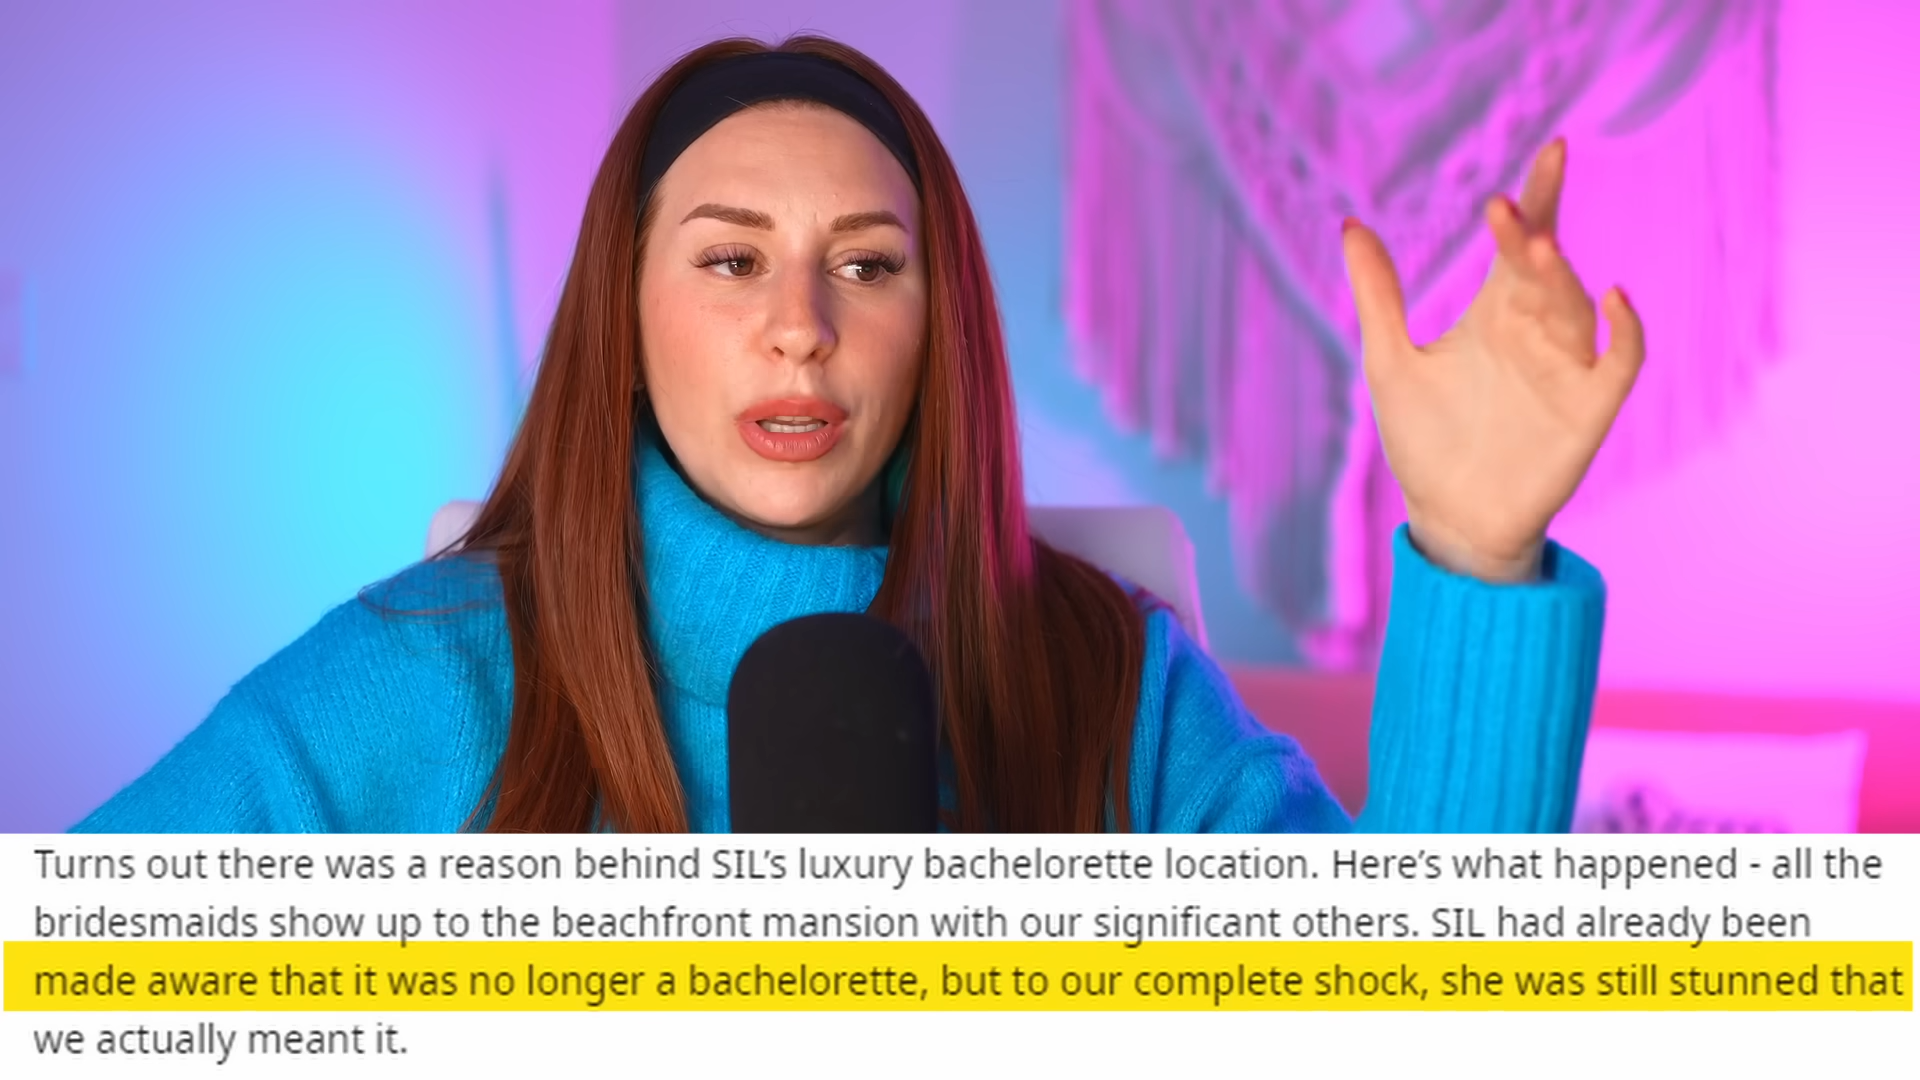 Turns out there was a reason behind SIL’s luxury bachelorette location. Here’s what happened - all the
bridesmaids show up to the beachfront mansion with our significant others. SIL had already been
made aware that it was no longer a bachelorette, but to our complete shock, she was still stunned that
we actually meant it.